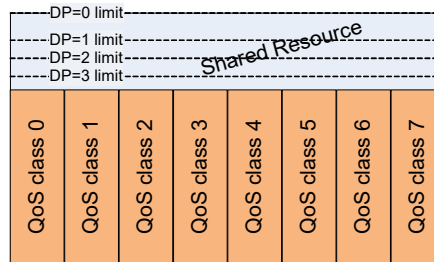 DP=0 limit
DP=1 limit
DP=2 limit
DP=3 limit
Shared Resource
QoS class 0
QoS class 1
QoS class 2
QoS class 3
QoS class 4
QoS class 5
QoS class 6
QoS class 7